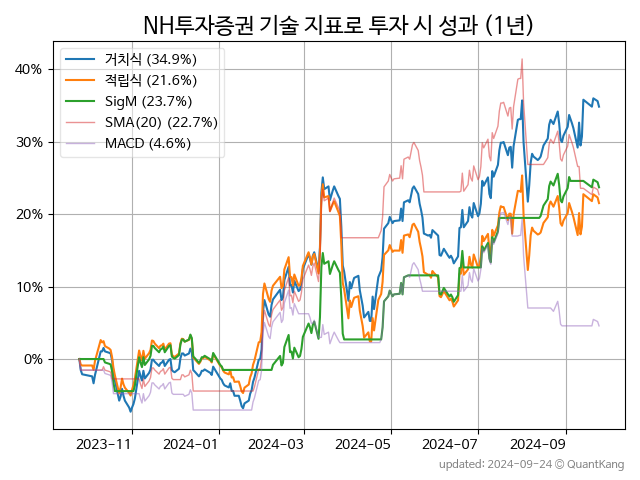 NH투자증권 기술 지표로 투자 시 성과 (1년)
거치식 (34.9%)
적립식 (21.6%)
SigM (23.7%)
SMA(20) (22.7%)
MACD (4.6%)
40%
30%
20%
10%
0%
2023-11 2024-01 2024-03 2024-05 2024-07 2024-09
updated: 2024-09-24 © QuantKang